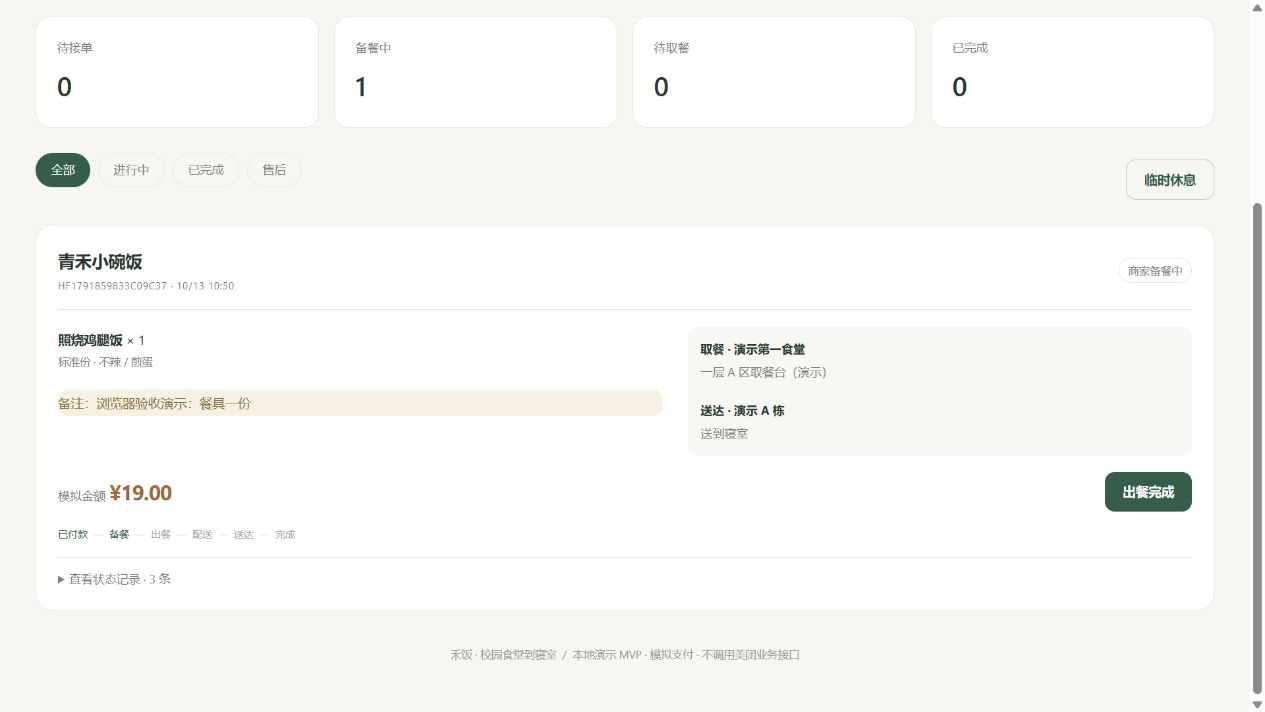 待接单
0
备餐中
1
待取餐
0
已完成
0
全部
进行中
已完成
售后
临时休息
青禾小碗饭
HF1791859833C09C37 · 10/13 10:50
商家备餐中
照烧鸡腿饭 × 1
标准份 · 不辣 / 煎蛋
备注：浏览器验收演示：餐具一份
取餐 · 演示第一食堂
一层 A 区取餐台（演示）
送达 · 演示 A 栋
送到寝室
模拟金额 ¥19.00
出餐完成
已付款 — 备餐 — 出餐 — 配送 — 送达 — 完成
查看状态记录 · 3 条
禾饭 · 校园食堂到寝室 / 本地演示 MVP · 模拟支付 · 不调用美团业务接口